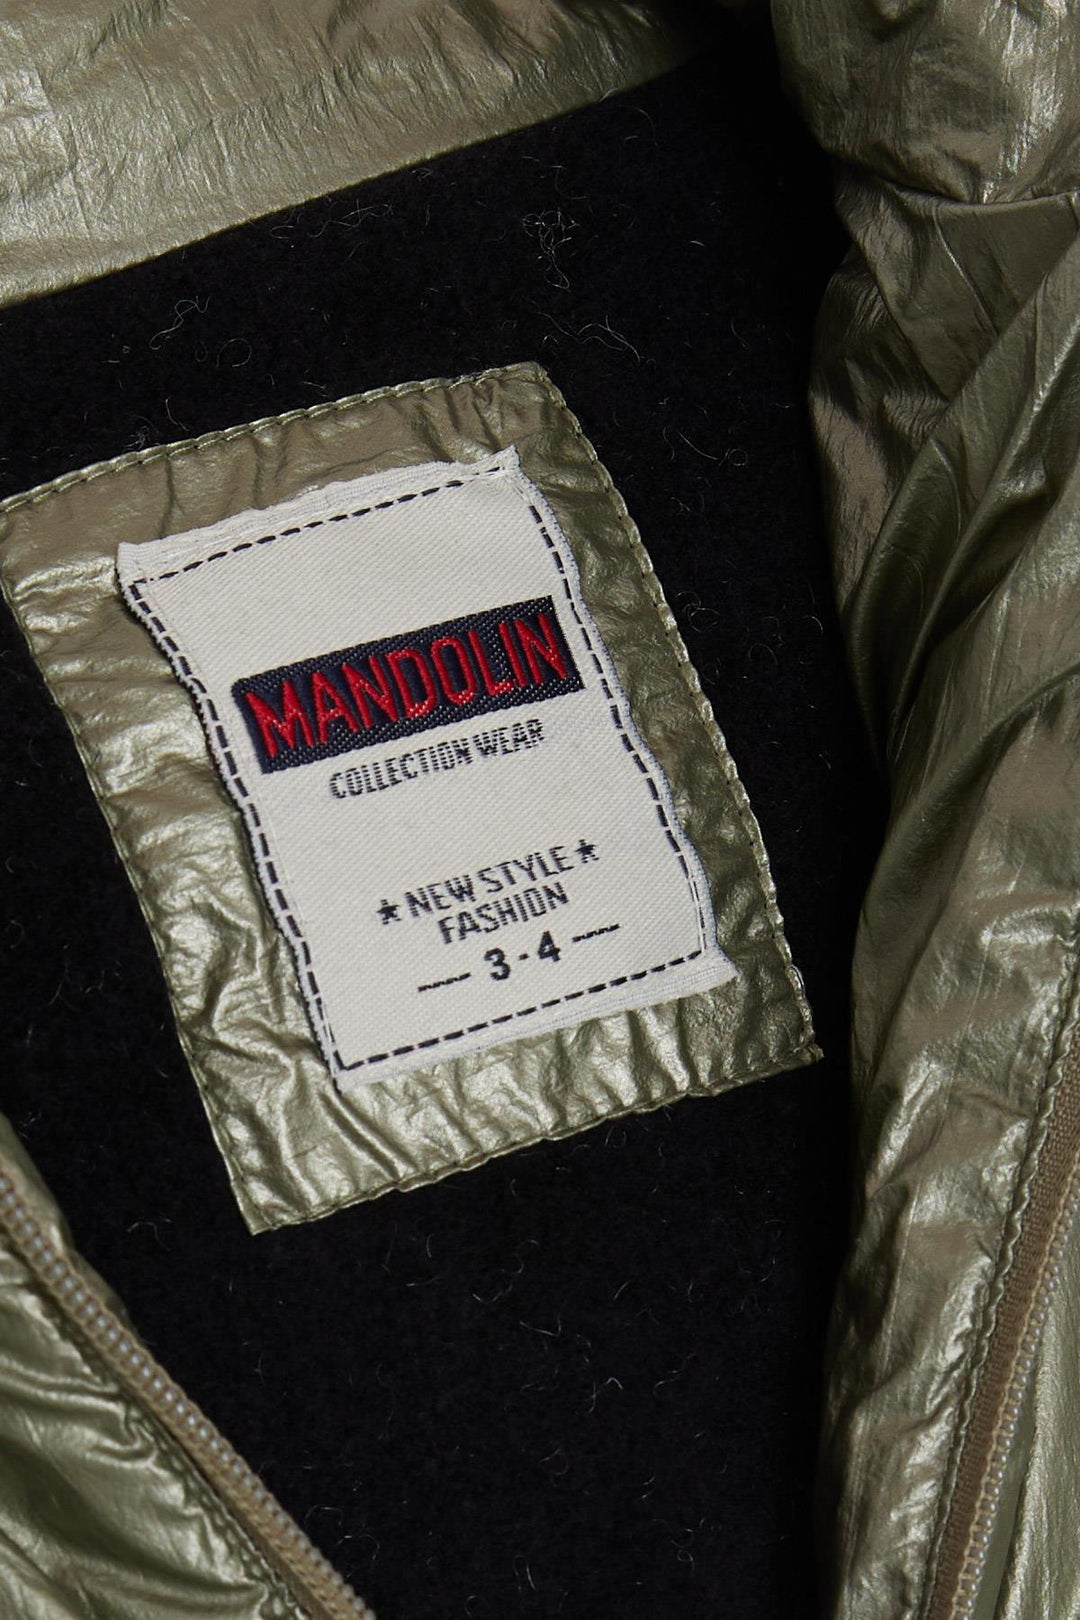 MANDOLIN
COLLECTION WEAR
★ NEW STYLE ★
FASHION
— 3-4 —